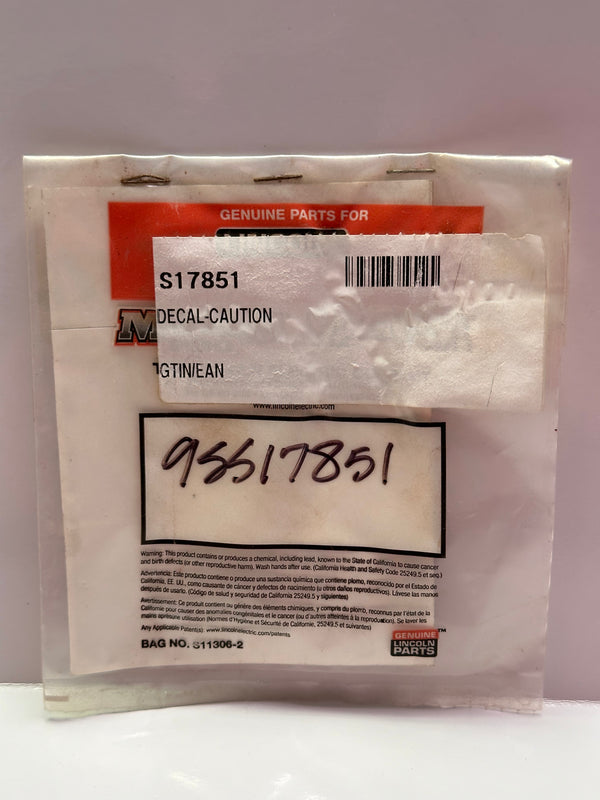 GENUINE PARTS FOR
LINCOLN
S17851
DECAL-CAUTION
GTIN/EAN
www.lincolnelectric.com
9SS17851
Warning: This product contains or produces a chemical, including lead, known to the State of California to cause cancer
and birth defects (or other reproductive harm). Wash hands after use. (California Health and Safety Code 25249.5 et seq.)
Advertencia: Este producto contiene o produce una sustancia química que contiene plomo, reconocido por el Estado de
California, EE. UU., como causante de cáncer y defectos de nacimiento (u otros daños reproductivos). Lávese las manos
después de usarlo. (Código de salud y seguridad de California 25249.5 y siguientes)
Avertissement: Ce produit contient ou génère des éléments chimiques, y compris du plomb, reconnus par l'état de la
Californie pour causer des anomalies congénitales et le cancer (ou d'autres atteintes à la reproduction). Se laver les
mains après une utilisation (Normes d'Hygiène et Sécurité de Californie, 25249.5 et suivantes)
Any Applicable Patent(s): www.lincolnelectric.com/patents
BAG NO. S11306-2
GENUINE
LINCOLN
PARTS
™